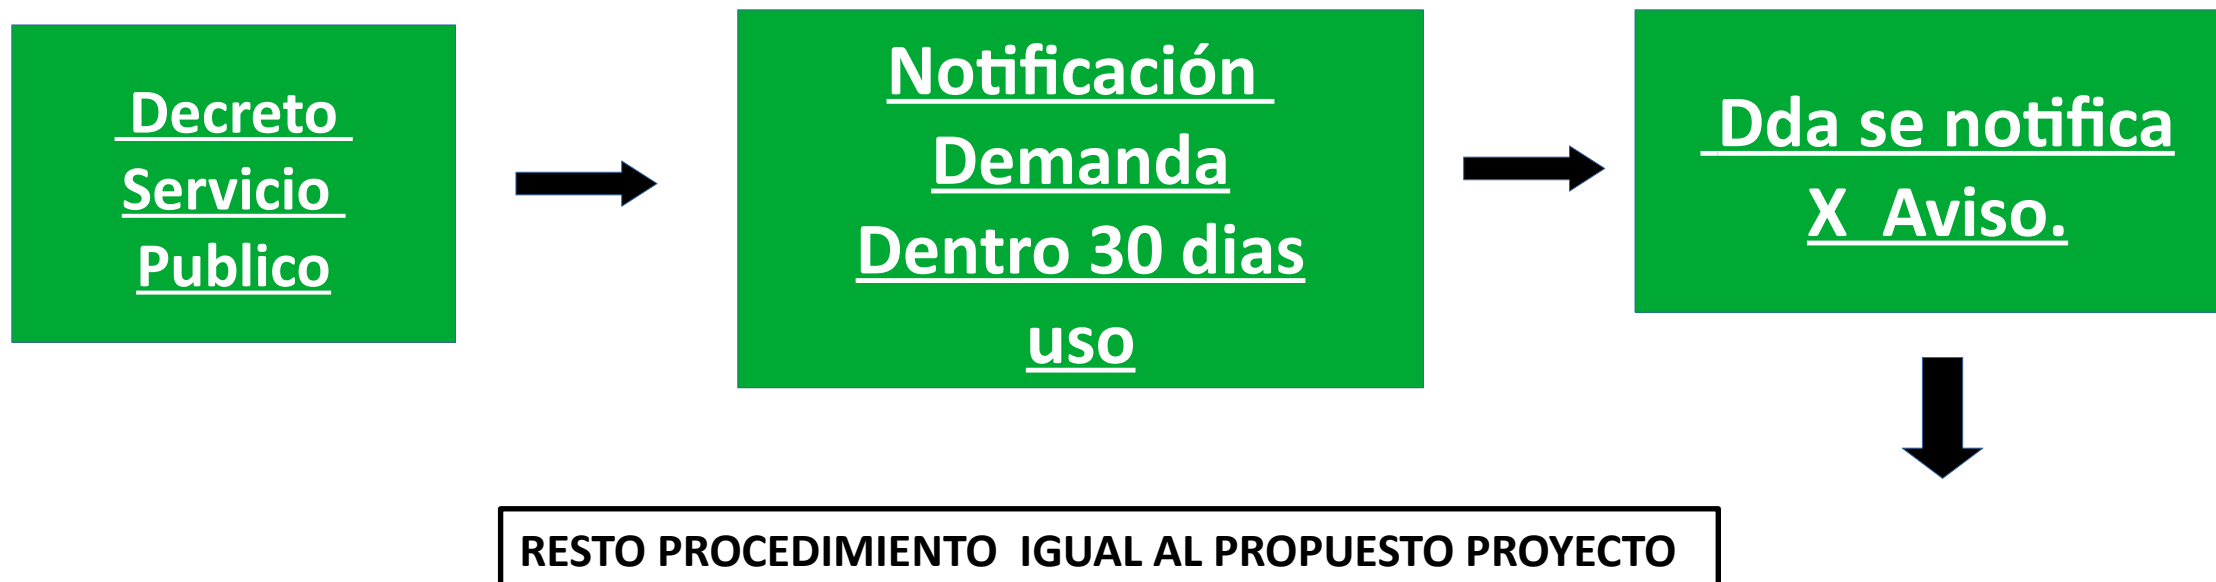 Decreto
Servicio
Publico
Notificación
Demanda
Dentro 30 dias
uso
Dda se notifica
X Aviso.
RESTO PROCEDIMIENTO IGUAL AL PROPUESTO PROYECTO